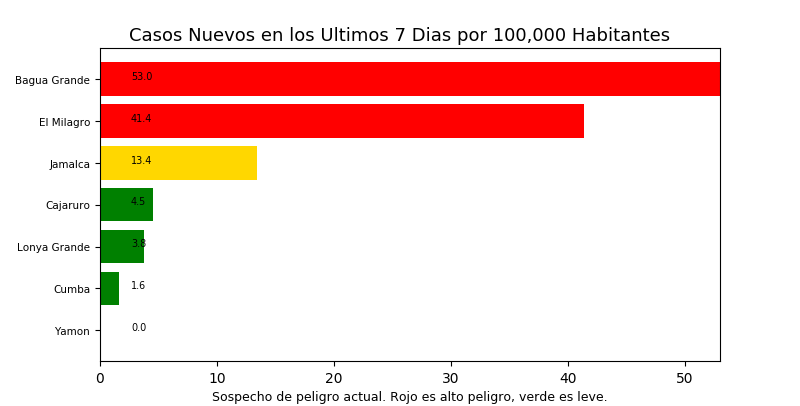 Casos Nuevos en los Ultimos 7 Dias por 100,000 Habitantes
Bagua Grande 53.0
El Milagro 41.4
Jamalca 13.4
Cajaruro 4.5
Lonya Grande 3.8
Cumba 1.6
Yamon 0.0
0 10 20 30 40 50
Sospecho de peligro actual. Rojo es alto peligro, verde es leve.